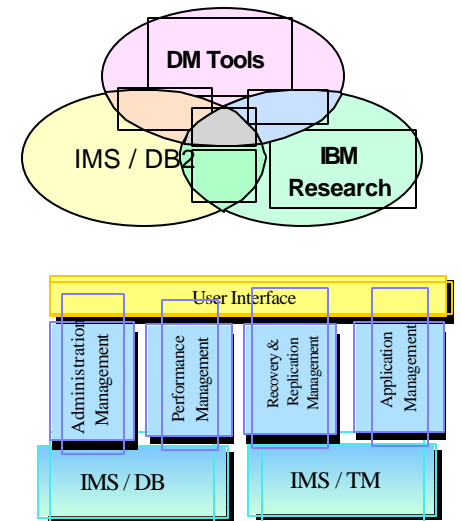 DM Tools
IMS / DB2
IBM
Research
User Interface
Administration
Management
Performance
Management
Recovery &
Replication
Management
Application
Management
IMS / DB
IMS / TM